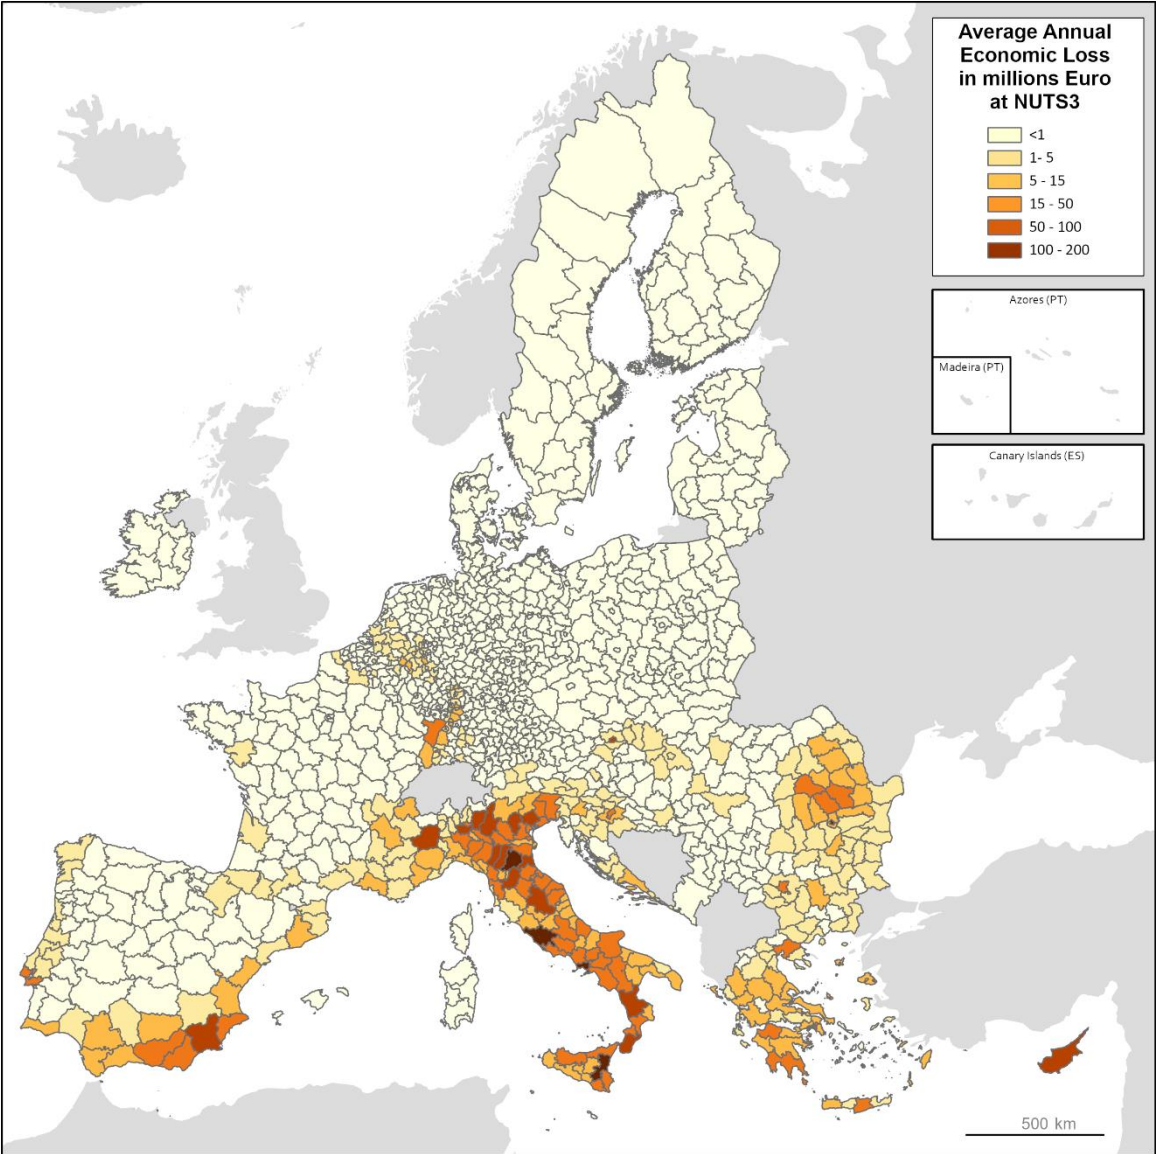 Average Annual
Economic Loss
in millions Euro
at NUTS3
<1
1- 5
5 - 15
15 - 50
50 - 100
100 - 200
Azores (PT)
Madeira (PT)
Canary Islands (ES)
500 km